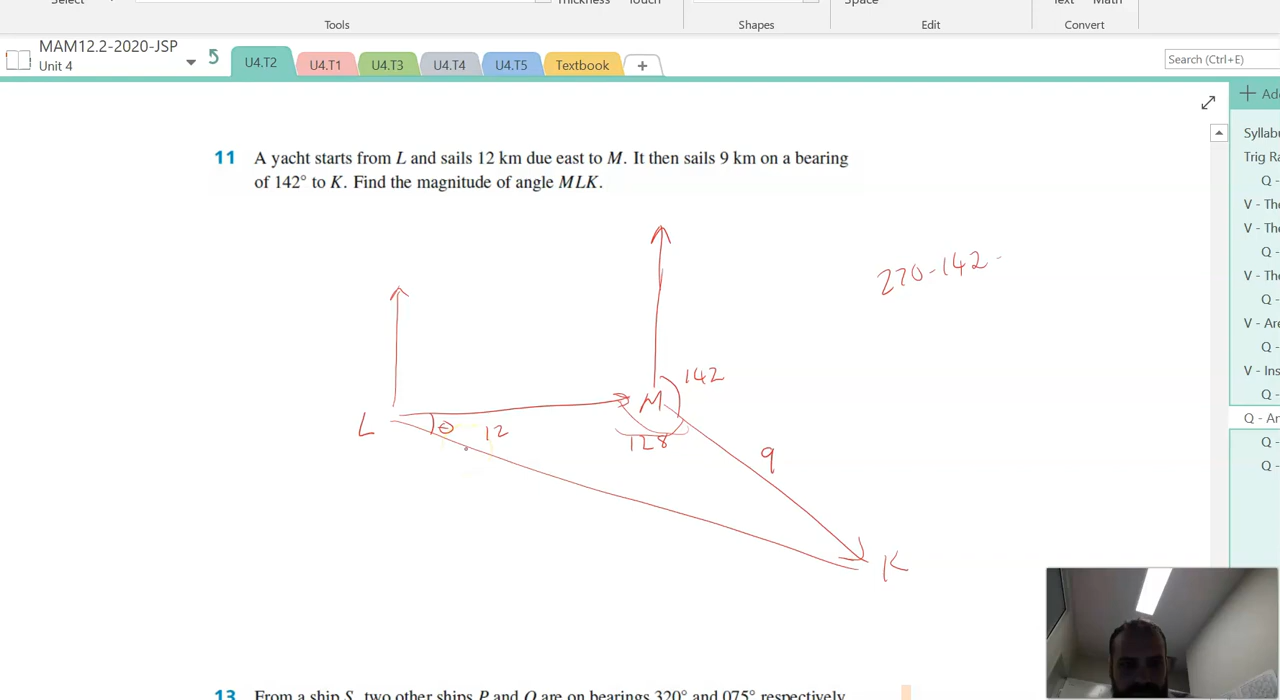 Select
Thickness
Touch
Space
Text
Math
Tools
Shapes
Edit
Convert
MAM12.2-2020-JSP
Unit 4
U4.T2
U4.T1
U4.T3
U4.T4
U4.T5
Textbook
Search (Ctrl+E)
11 A yacht starts from L and sails 12 km due east to M. It then sails 9 km on a bearing
of 142° to K. Find the magnitude of angle MLK.
270-142-
142
L
M
θ
12
128
9
K
13 From a ship S, two other ships P and Q are on bearings 320° and 075° respectively
Syllabu
Trig Ra
Q -
V - The
V - The
Q -
V - The
Q -
V - Are
Q -
V - Ins
Q -
Q - Ar
Q -
Q -